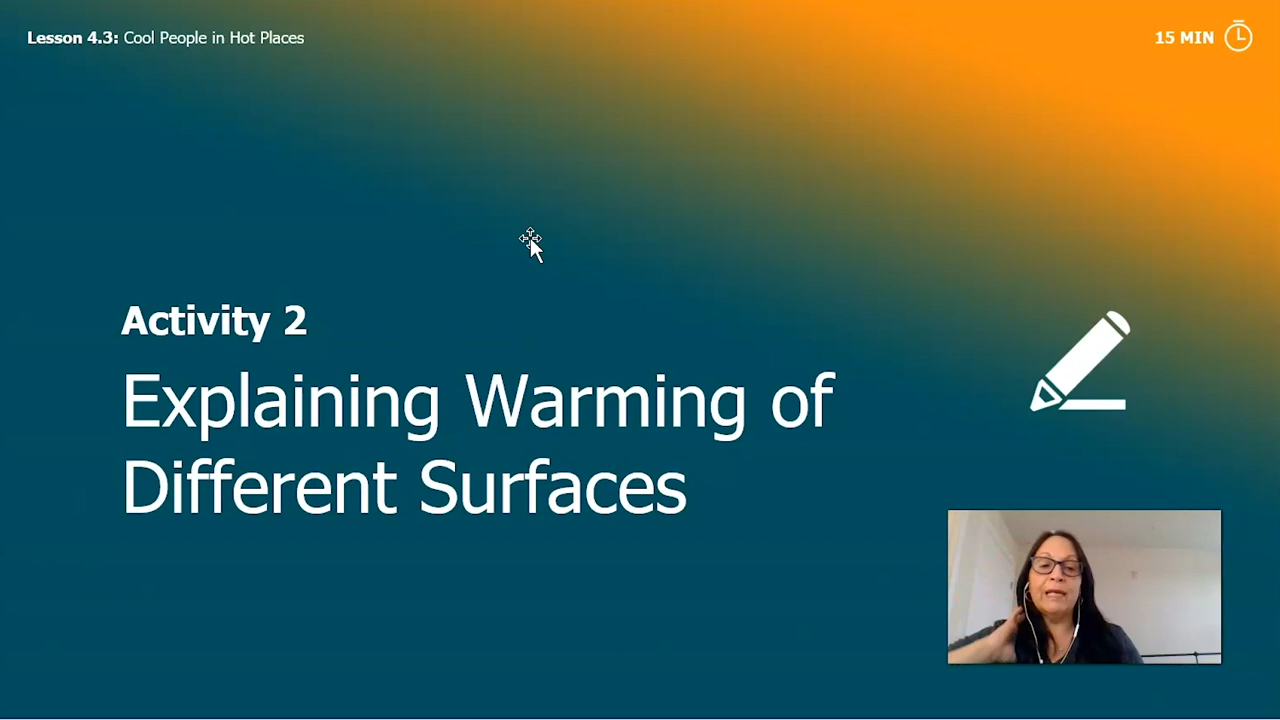 Lesson 4.3: Cool People in Hot Places
15 MIN
Activity 2
Explaining Warming of
Different Surfaces